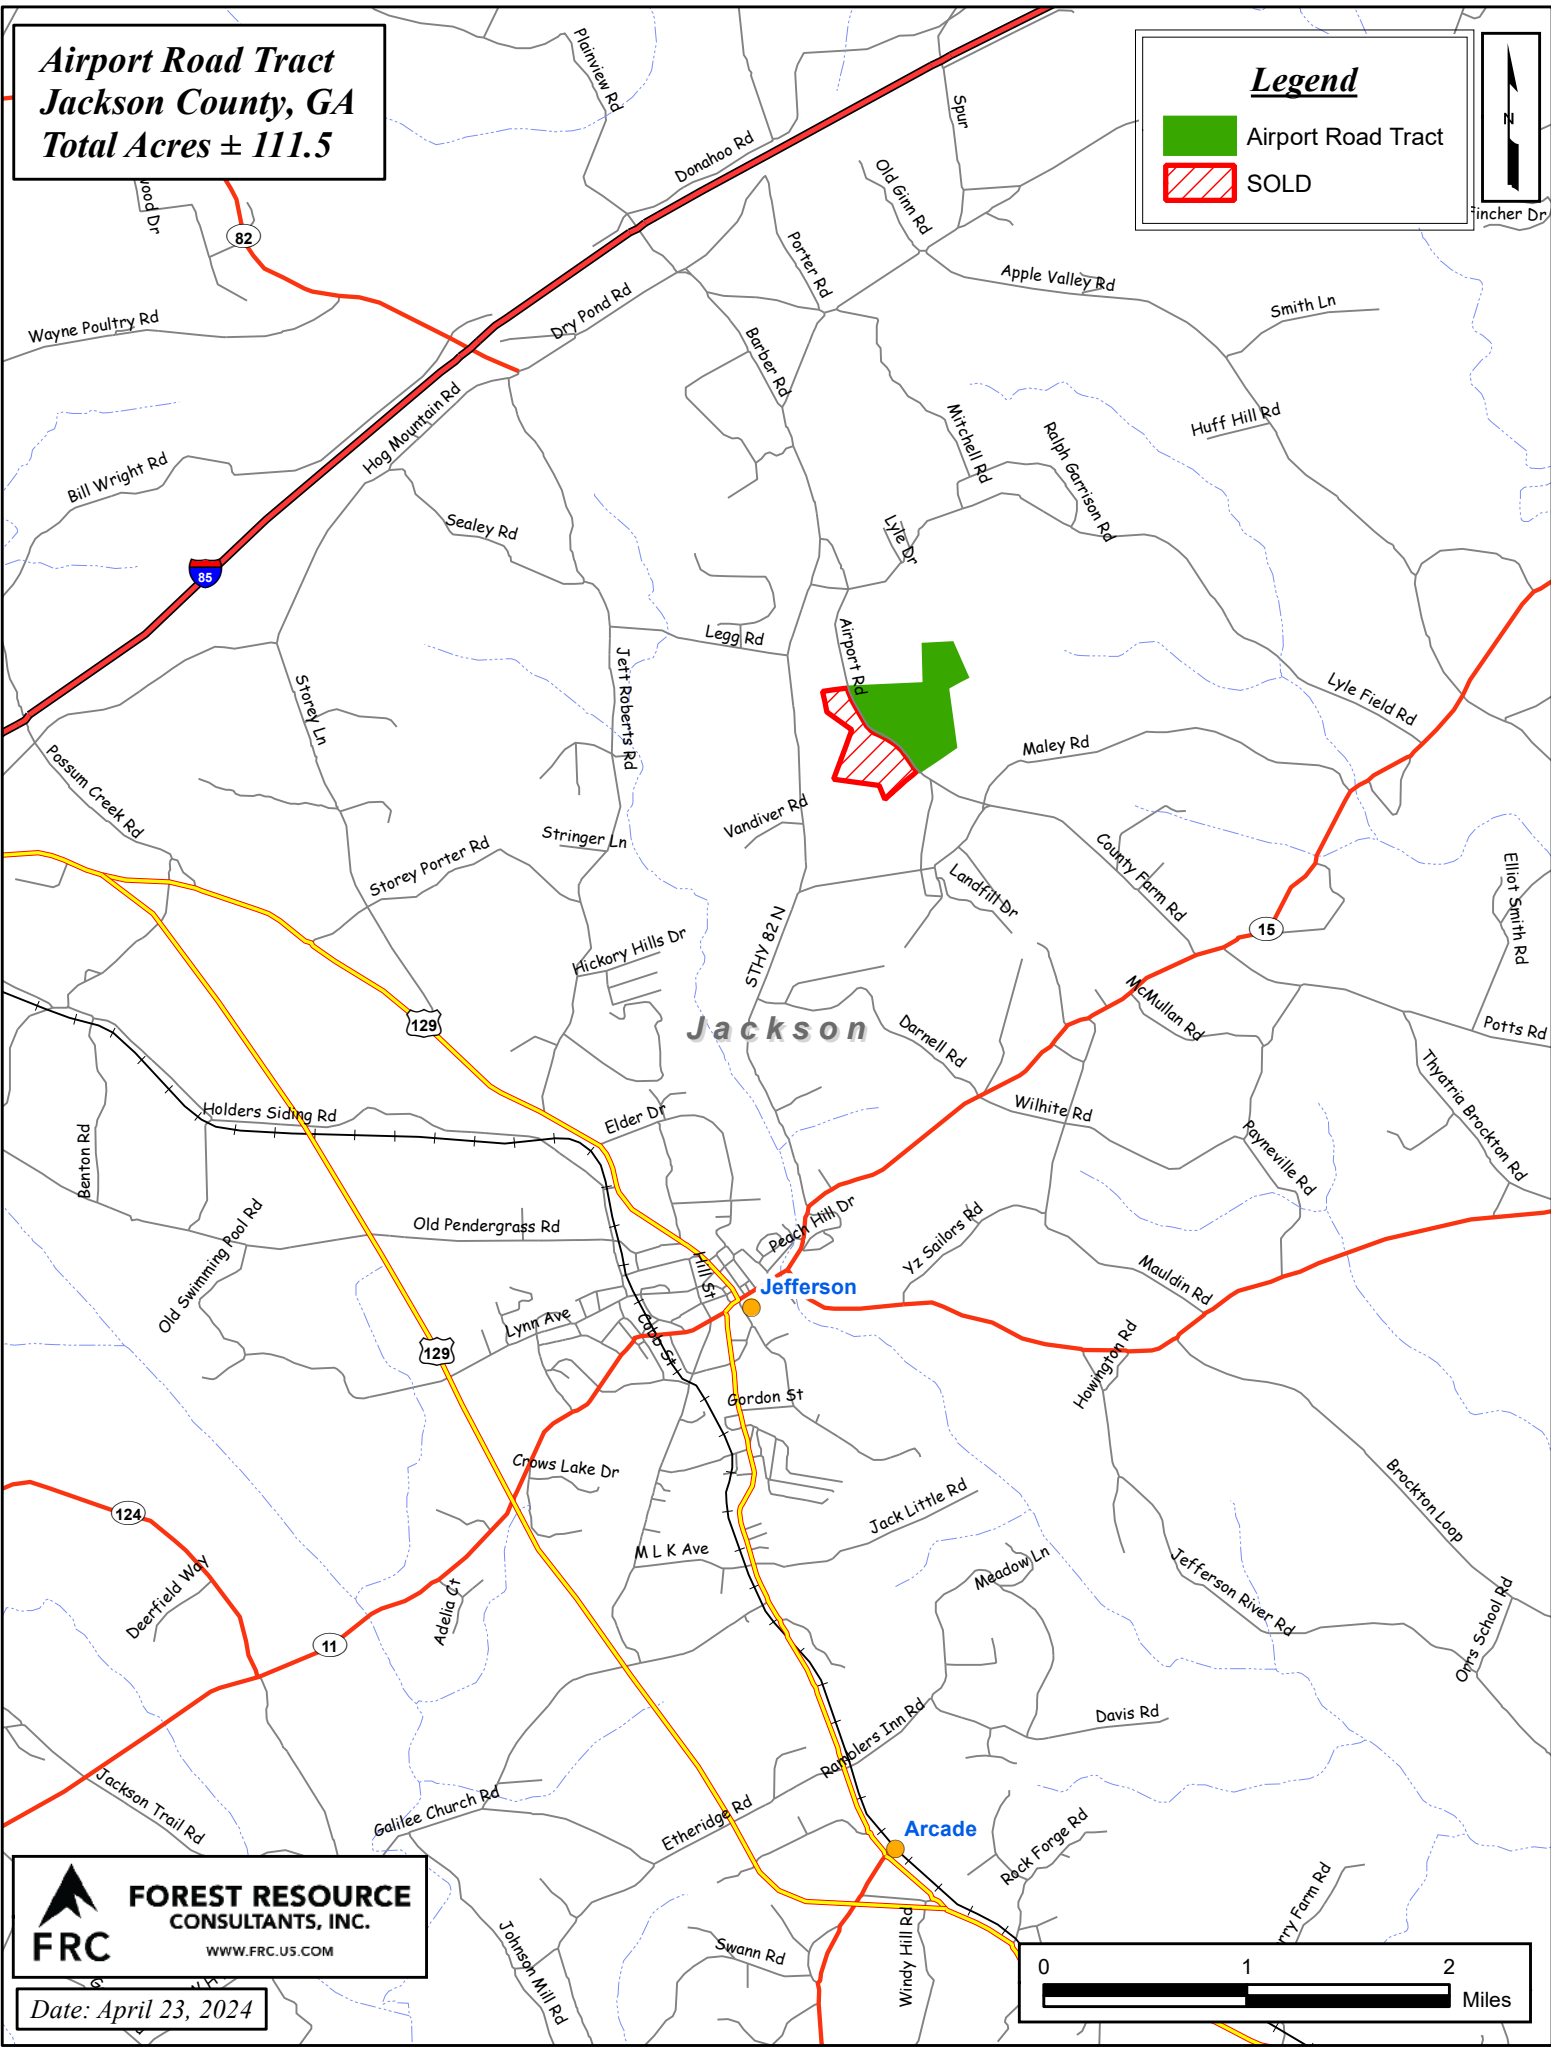 Airport Road Tract
Jackson County, GA
Total Acres ± 111.5
Legend
Airport Road Tract
SOLD
N
Plainview Rd
Donahoo Rd
Spur
Old Ginn Rd
Fincher Dr
82
Porter Rd
Apple Valley Rd
Smith Ln
Wayne Poultry Rd
Dry Pond Rd
Barber Rd
Hog Mountain Rd
Mitchell Rd
Ralph Garrison Rd
Huff Hill Rd
Bill Wright Rd
Sealey Rd
Lyle Dr
85
Legg Rd
Airport Rd
Jett Roberts Rd
Storey Ln
Lyle Field Rd
Maley Rd
Possum Creek Rd
Vandiver Rd
Stringer Ln
Storey Porter Rd
County Farm Rd
Landfill Dr
Elliot Smith Rd
15
STHY 82 N
Hickory Hills Dr
McMullan Rd
129
Jackson
Darnell Rd
Potts Rd
Thyatria Brockton Rd
Holders Siding Rd
Elder Dr
Wilhite Rd
Benton Rd
Payneville Rd
Old Swimming Pool Rd
Old Pendergrass Rd
Peach Hill Dr
Yz Sailors Rd
Hill St
Mauldin Rd
Jefferson
Lynn Ave
Cobb St
129
Howington Rd
Gordon St
Crows Lake Dr
Brockton Loop
Jack Little Rd
124
M L K Ave
Meadow Ln
Jefferson River Rd
Deerfield Way
Adelia Ct
Orrs School Rd
11
Ramblers Inn Rd
Davis Rd
Jackson Trail Rd
Galilee Church Rd
Etheridge Rd
Arcade
Rock Forge Rd
FRC
FOREST RESOURCE
CONSULTANTS, INC.
WWW.FRC.US.COM
Johnson Mill Rd
Swann Rd
Windy Hill Rd
Date: April 23, 2024
0 1 2
Miles